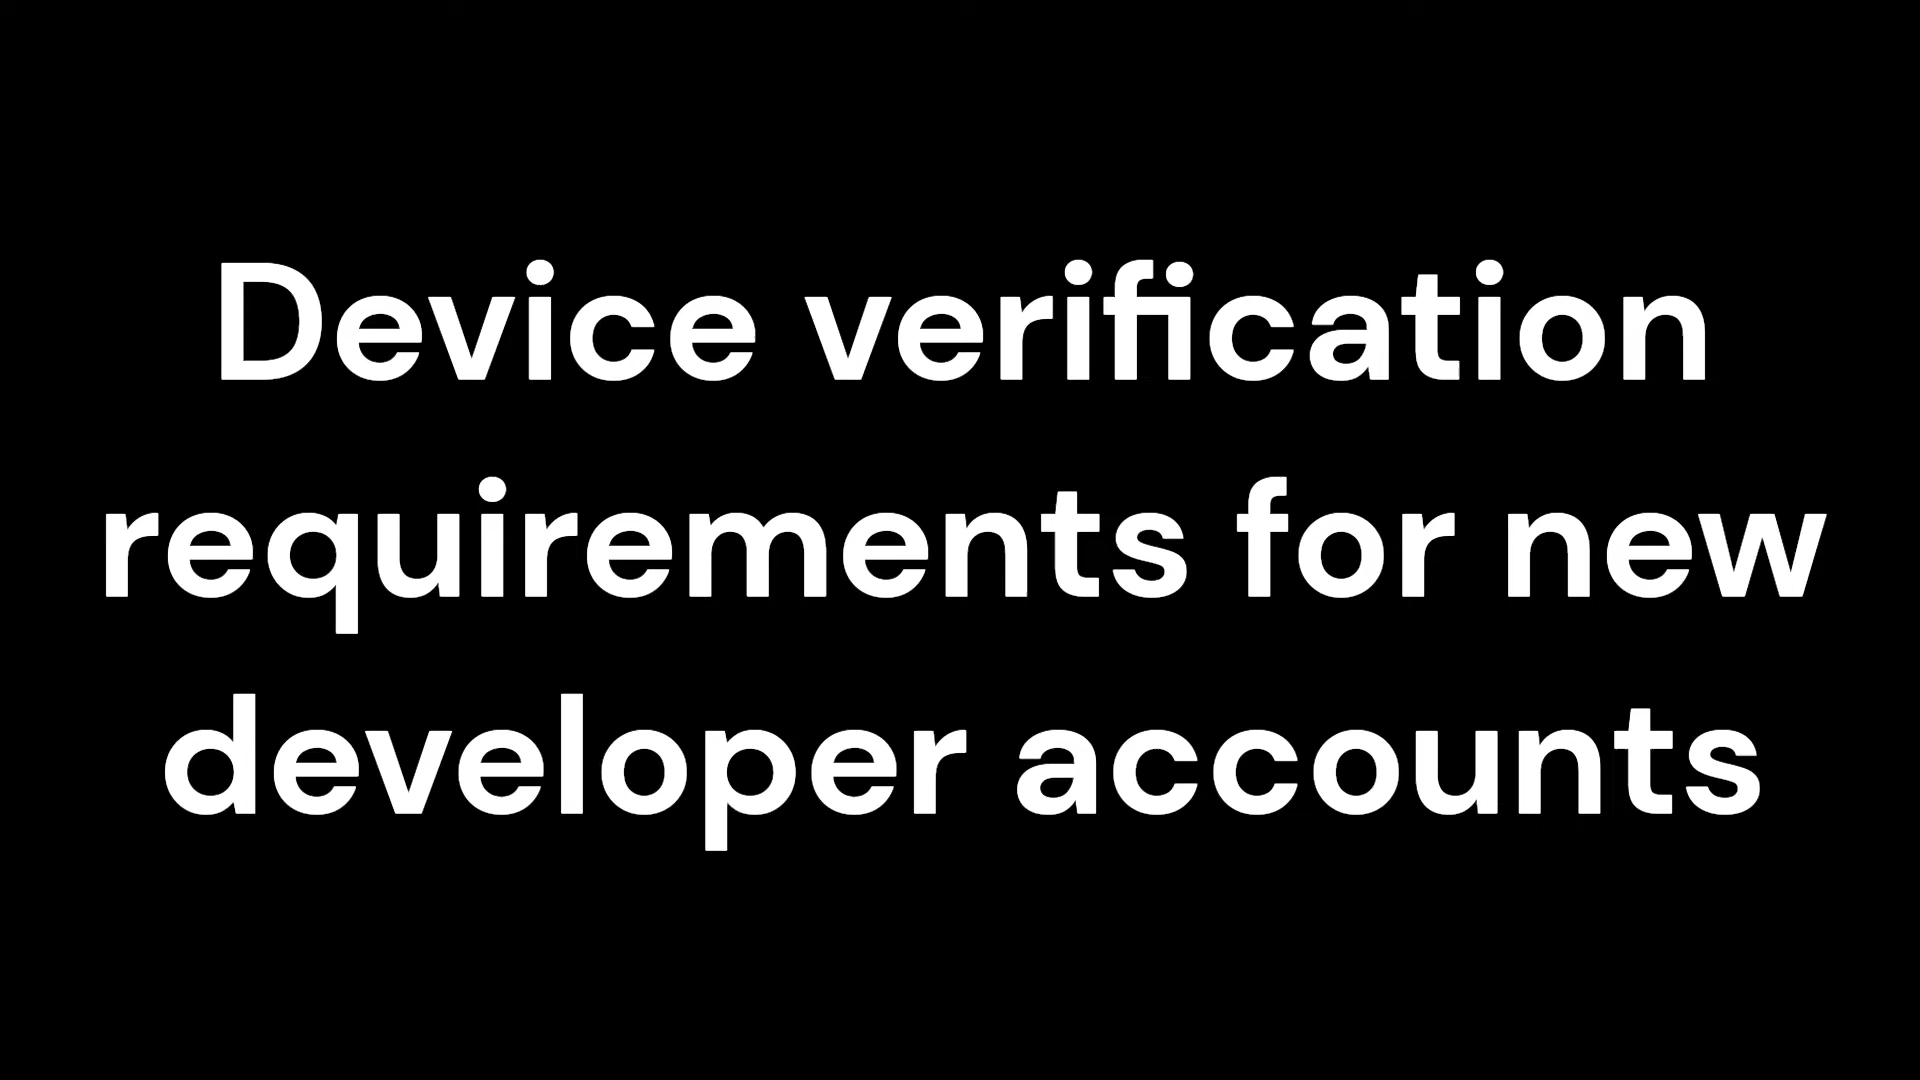 Device verification
requirements for new
developer accounts